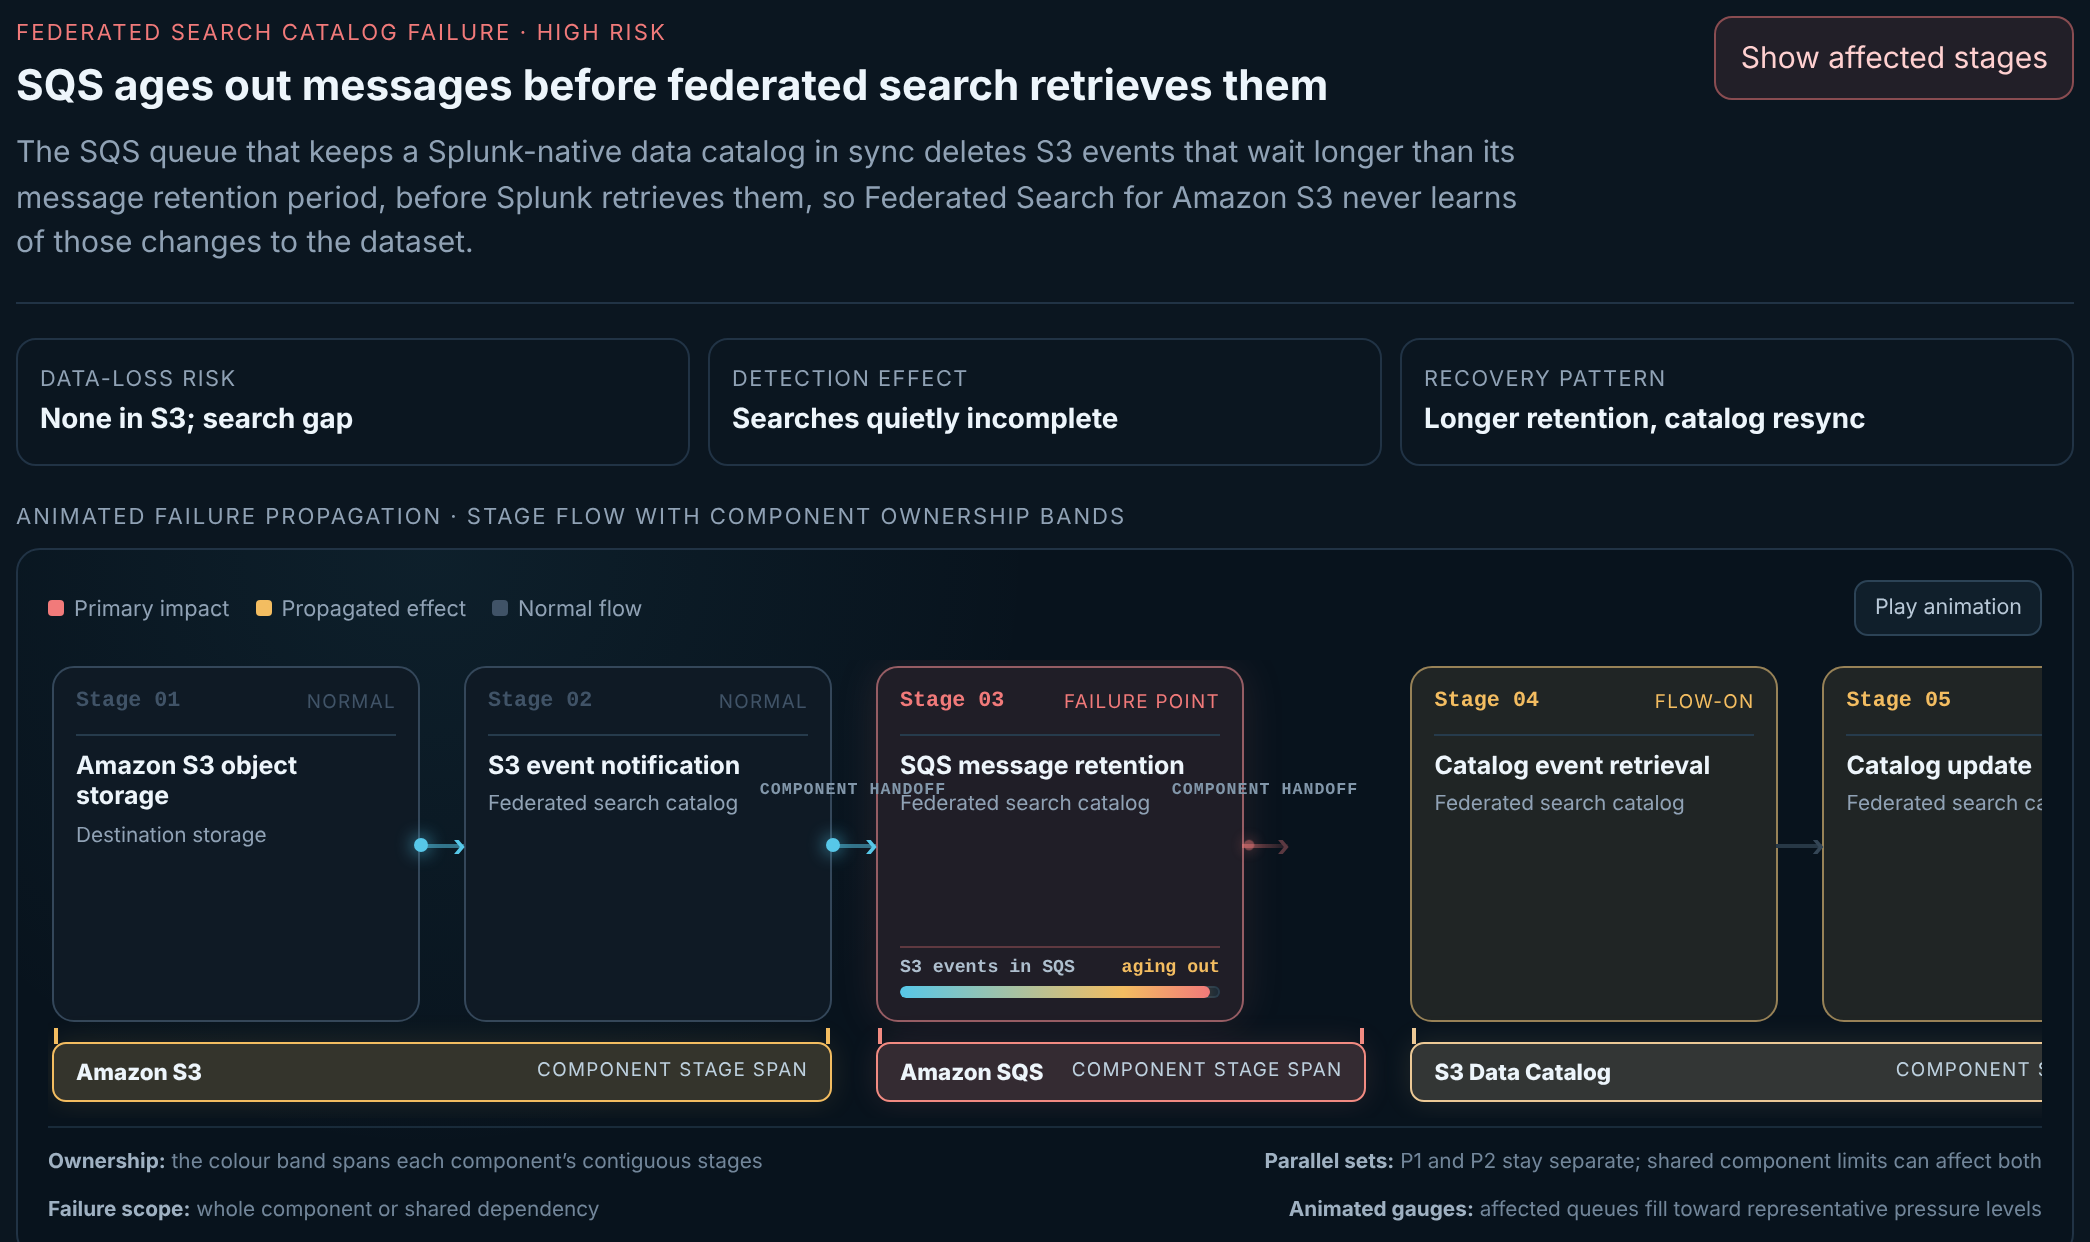 FEDERATED SEARCH CATALOG FAILURE · HIGH RISK
Show affected stages
SQS ages out messages before federated search retrieves them
The SQS queue that keeps a Splunk-native data catalog in sync deletes S3 events that wait longer than its
message retention period, before Splunk retrieves them, so Federated Search for Amazon S3 never learns
of those changes to the dataset.
DATA-LOSS RISK
None in S3; search gap
DETECTION EFFECT
Searches quietly incomplete
RECOVERY PATTERN
Longer retention, catalog resync
ANIMATED FAILURE PROPAGATION · STAGE FLOW WITH COMPONENT OWNERSHIP BANDS
Primary impact
Propagated effect
Normal flow
Play animation
Stage 01
NORMAL
Amazon S3 object
storage
Destination storage
Stage 02
NORMAL
S3 event notification
Federated search catalog
COMPONENT HANDOFF
Stage 03
FAILURE POINT
SQS message retention
Federated search catalog
COMPONENT HANDOFF
S3 events in SQS
aging out
Stage 04
FLOW-ON
Catalog event retrieval
Federated search catalog
Stage 05
Catalog update
Federated search ca
Amazon S3
COMPONENT STAGE SPAN
Amazon SQS
COMPONENT STAGE SPAN
S3 Data Catalog
COMPONENT
Ownership: the colour band spans each component’s contiguous stages
Parallel sets: P1 and P2 stay separate; shared component limits can affect both
Failure scope: whole component or shared dependency
Animated gauges: affected queues fill toward representative pressure levels